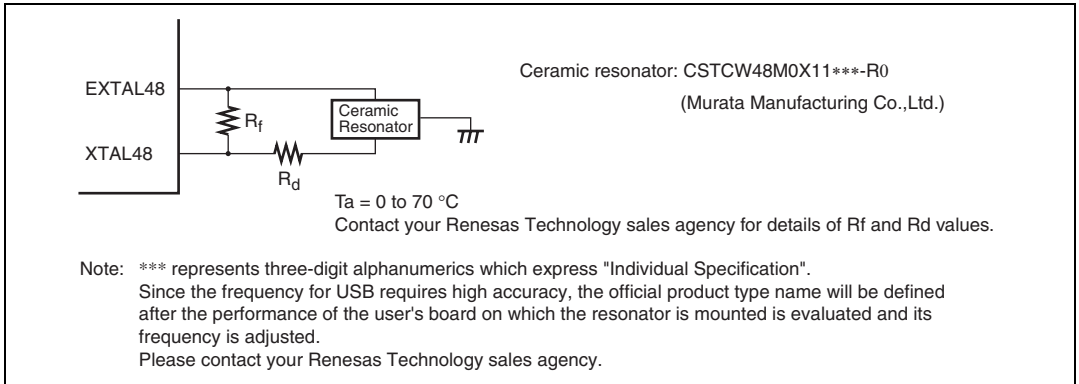 EXTAL48
XTAL48
Rf
Rd
Ceramic
Resonator
Ceramic resonator: CSTCW48M0X11***-R0
(Murata Manufacturing Co.,Ltd.)
Ta = 0 to 70 °C
Contact your Renesas Technology sales agency for details of Rf and Rd values.
Note: *** represents three-digit alphanumerics which express "Individual Specification".
Since the frequency for USB requires high accuracy, the official product type name will be defined
after the performance of the user's board on which the resonator is mounted is evaluated and its
frequency is adjusted.
Please contact your Renesas Technology sales agency.